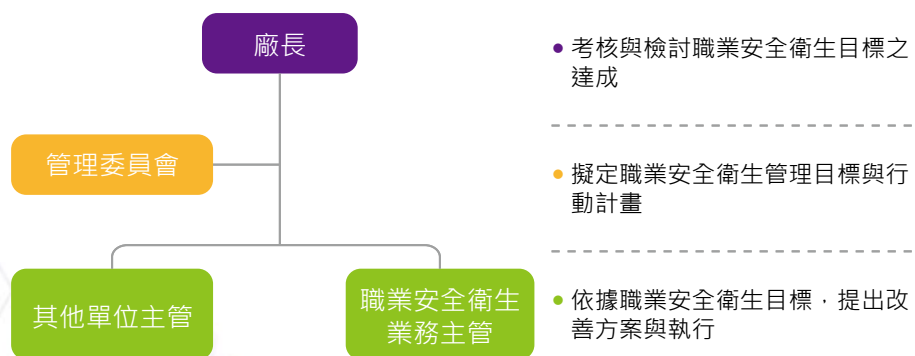 廠長
考核與檢討職業安全衛生目標之
達成
管理委員會
擬定職業安全衛生管理目標與行
動計畫
其他單位主管
職業安全衛生
業務主管
依據職業安全衛生目標，提出改
善方案與執行